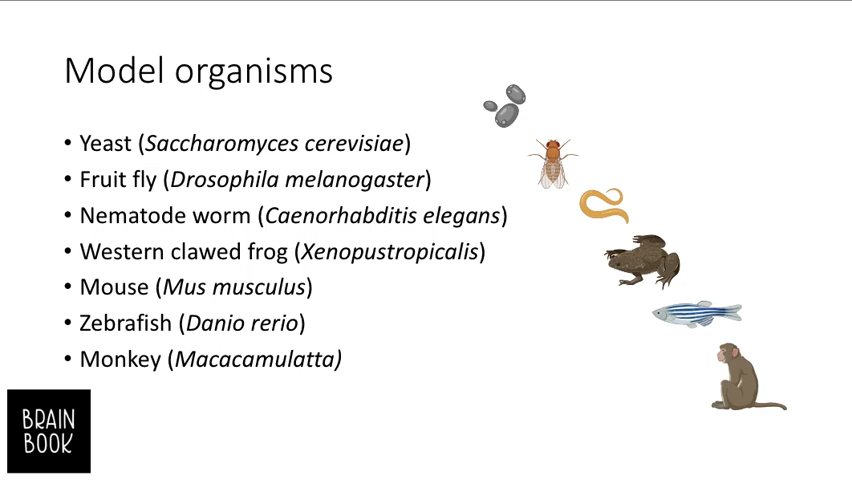 Model organisms
• Yeast (Saccharomyces cerevisiae)
• Fruit fly (Drosophila melanogaster)
• Nematode worm (Caenorhabditis elegans)
• Western clawed frog (Xenopustropicalis)
• Mouse (Mus musculus)
• Zebrafish (Danio rerio)
• Monkey (Macacamulatta)
BRAIN
BOOK